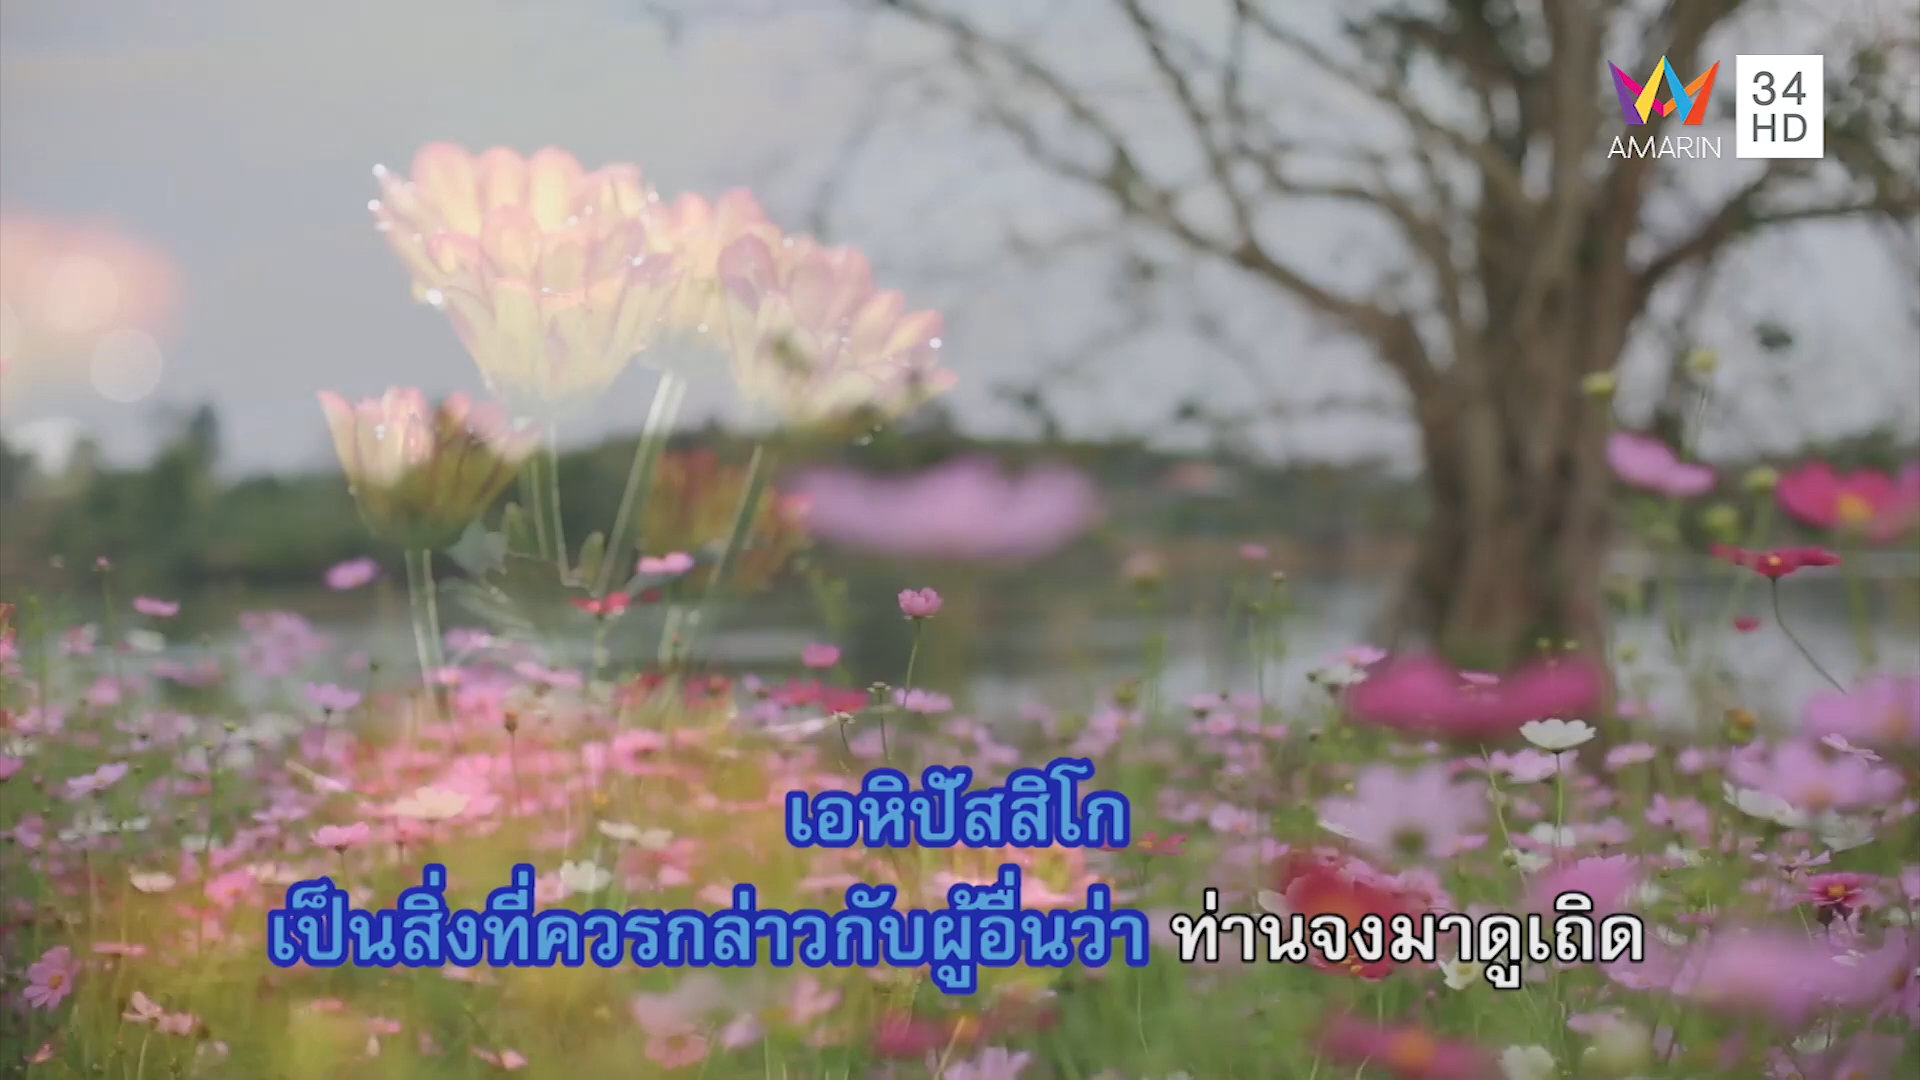 AMARIN
34
HD
เอหิปัสสิโก
เป็นสิ่งที่ควรกล่าวกับผู้อื่นว่า ท่านจงมาดูเถิด